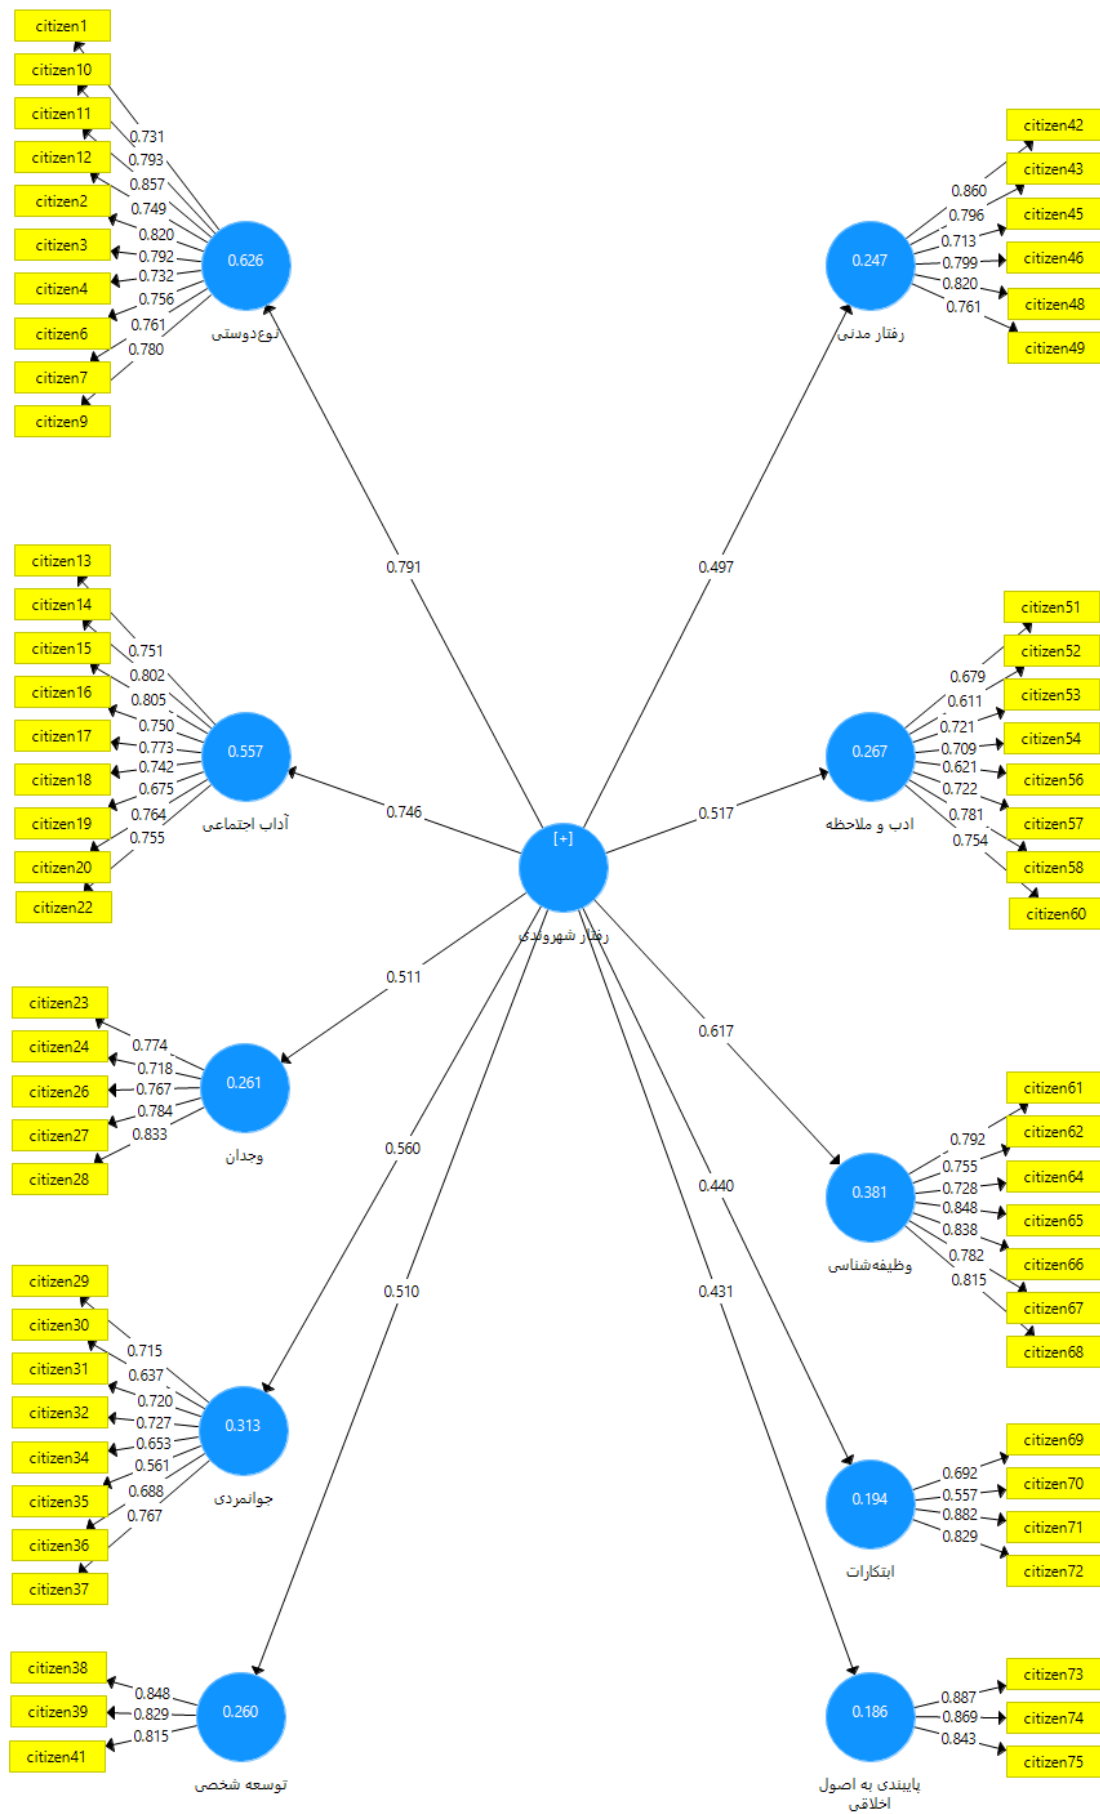 citizen1
citizen10
citizen11
citizen12
citizen2
citizen3
citizen4
citizen6
citizen7
citizen9
0.731
0.793
0.857
0.749
0.820
0.792
0.732
0.756
0.761
0.780
0.626
نوع‌دوستی
citizen42
citizen43
citizen45
citizen46
citizen48
citizen49
0.860
0.796
0.713
0.799
0.820
0.761
0.247
رفتار مدنی
0.791
0.497
citizen13
citizen14
citizen15
citizen16
citizen17
citizen18
citizen19
citizen20
citizen22
0.751
0.802
0.805
0.750
0.773
0.742
0.675
0.764
0.755
0.557
آداب اجتماعی
citizen51
citizen52
citizen53
citizen54
citizen56
citizen57
citizen58
citizen60
0.679
0.611
0.721
0.709
0.621
0.722
0.781
0.754
0.267
ادب و ملاحظه
0.746
0.517
[+]
رفتار شهروندی
0.511
0.617
0.560
0.440
0.510
0.431
citizen23
citizen24
citizen26
citizen27
citizen28
0.774
0.718
0.767
0.784
0.833
0.261
وجدان
citizen61
citizen62
citizen64
citizen65
citizen66
citizen67
citizen68
0.792
0.755
0.728
0.848
0.838
0.782
0.815
0.381
وظیفه‌شناسی
citizen29
citizen30
citizen31
citizen32
citizen34
citizen35
citizen36
citizen37
0.715
0.637
0.720
0.727
0.653
0.561
0.688
0.767
0.313
جوانمردی
citizen69
citizen70
citizen71
citizen72
0.692
0.557
0.882
0.829
0.194
ابتکارات
citizen38
citizen39
citizen41
0.848
0.829
0.815
0.260
توسعه شخصی
citizen73
citizen74
citizen75
0.887
0.869
0.843
0.186
پایبندی به اصول
اخلاقی